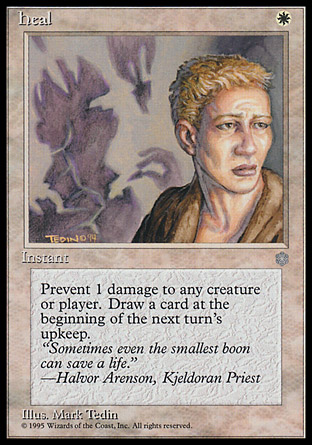 Heal
TEDIN©'94
Instant
Prevent 1 damage to any creature
or player. Draw a card at the
beginning of the next turn's
upkeep.
"Sometimes even the smallest boon
can save a life."
—Halvor Arenson, Kjeldoran Priest
Illus. Mark Tedin
©1995 Wizards of the Coast, Inc. All rights reserved.